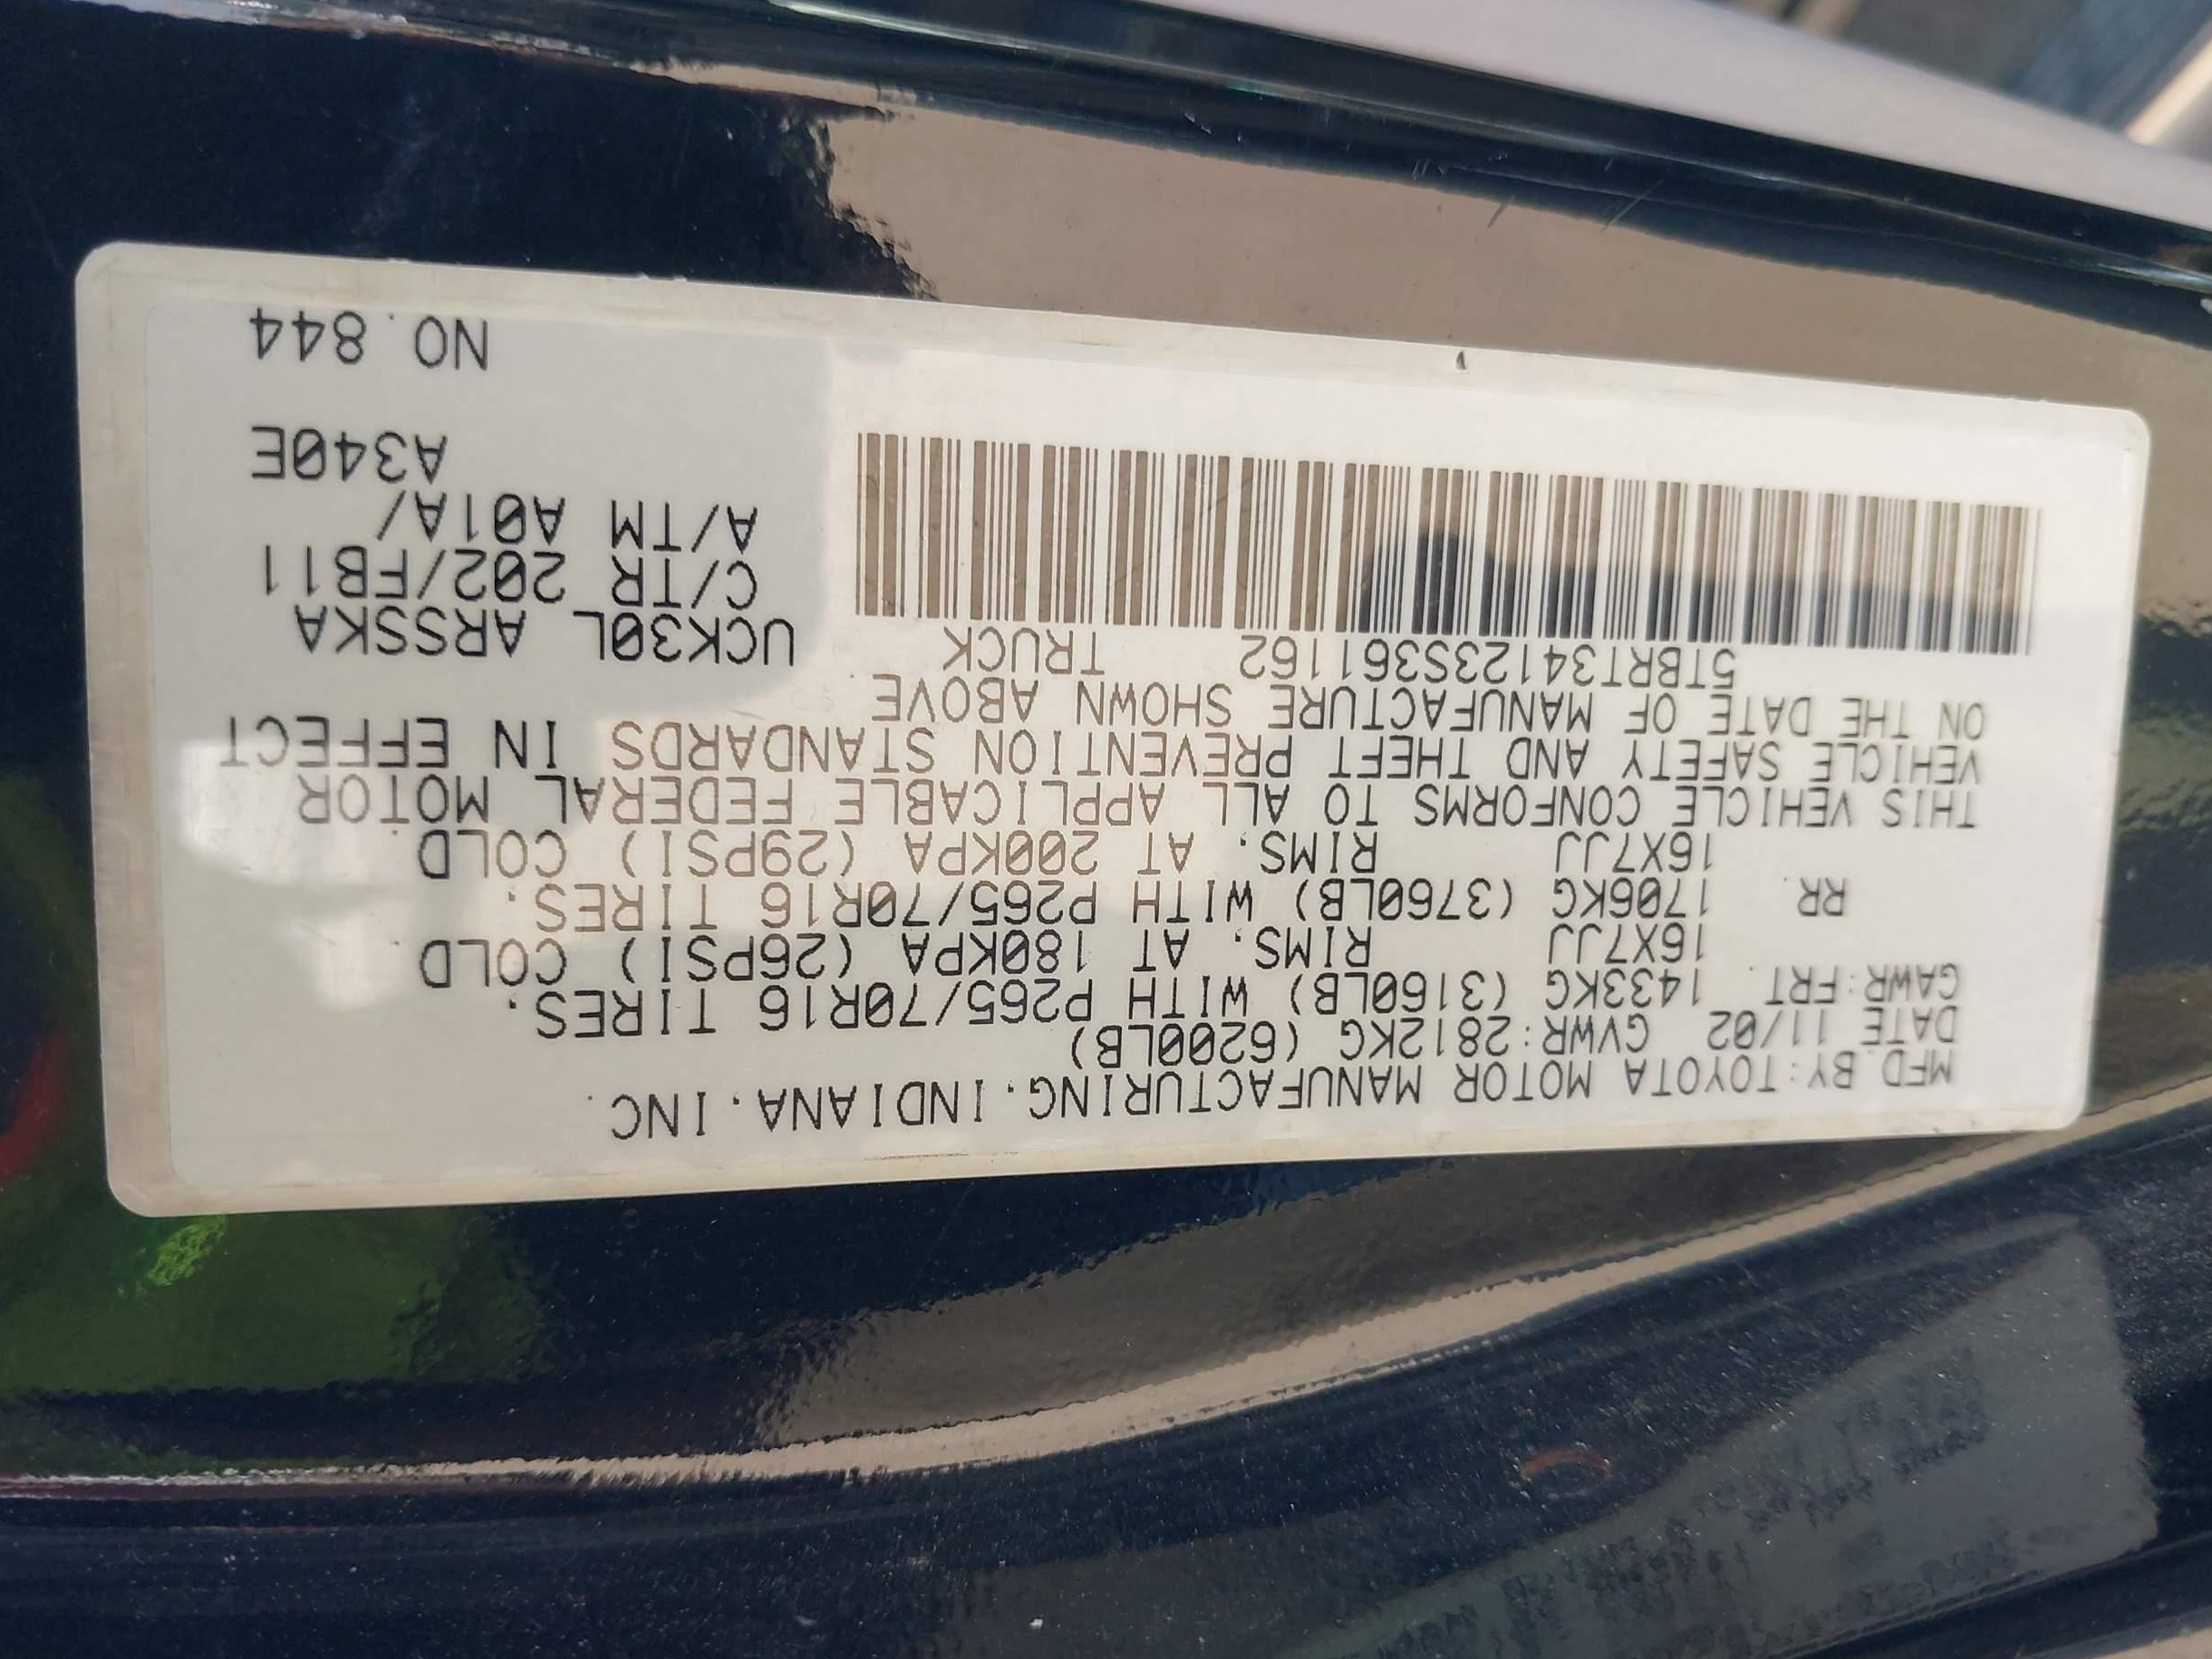 MFD.BY:TOYOTA MOTOR MANUFACTURING.INDIANA.INC.
DATE 11/02 GVWR:2812KG (6200LB)
GAWR:FRT. 1433KG (3160LB) WITH P265/70R16 TIRES.
16X7JJ RIMS. AT 180KPA (26PSI) COLD.
RR. 1706KG (3760LB) WITH P265/70R16 TIRES.
16X7JJ RIMS. AT 200KPA (29PSI) COLD.
THIS VEHICLE CONFORMS TO ALL APPLICABLE FEDERAL MOTOR
VEHICLE SAFETY AND THEFT PREVENTION STANDARDS IN EFFECT
ON THE DATE OF MANUFACTURE SHOWN ABOVE.
5TBRT34123S361162 TRUCK
UCK30L ARSSKA
C/TR 202/FB11
A/TM A01A/
A340E
NO.844